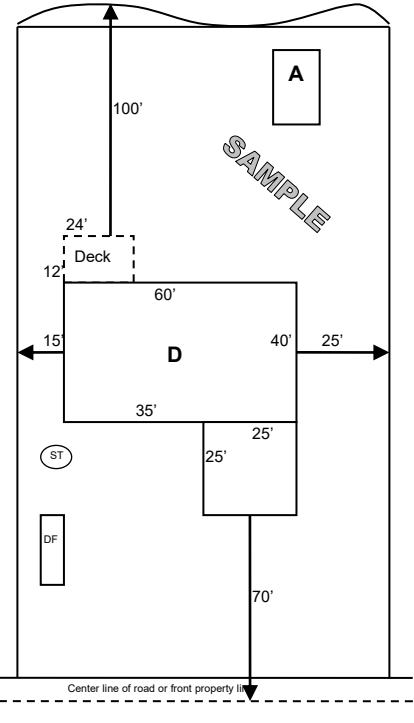 A
100’
SAMPLE
24’
Deck
12’
60’
15’
D
40’
25’
35’
25’
ST
25’
DF
70’
Center line of road or front property